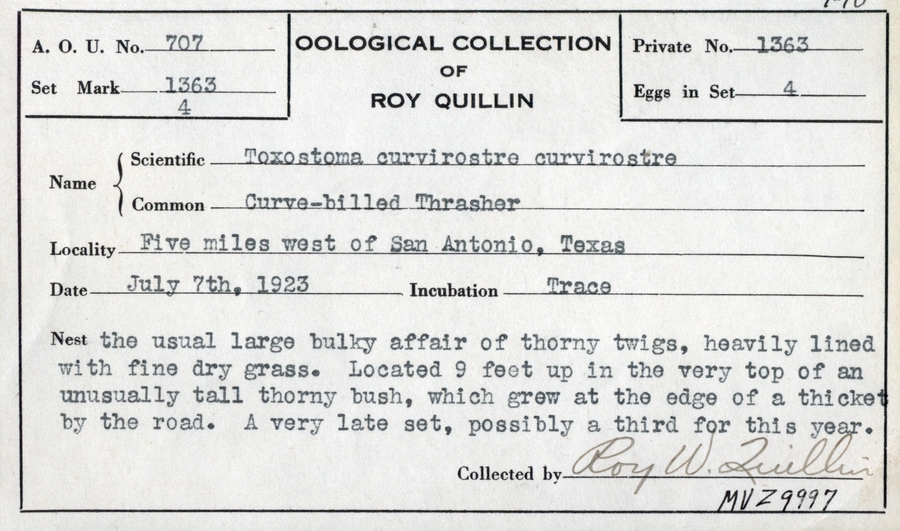 A. O. U. No. 707
Set Mark 1363
4
OOLOGICAL COLLECTION
OF
ROY QUILLIN
Private No. 1363
Eggs in Set 4
Name
Scientific Toxostoma curvirostre curvirostre
Common Curve-billed Thrasher
Locality Five miles west of San Antonio, Texas
Date July 7th, 1923 Incubation Trace
Nest the usual large bulky affair of thorny twigs, heavily lined
with fine dry grass. Located 9 feet up in the very top of an
unusually tall thorny bush, which grew at the edge of a thicket
by the road. A very late set, possibly a third for this year.
Collected by Roy W. Quillin
MVZ 9997